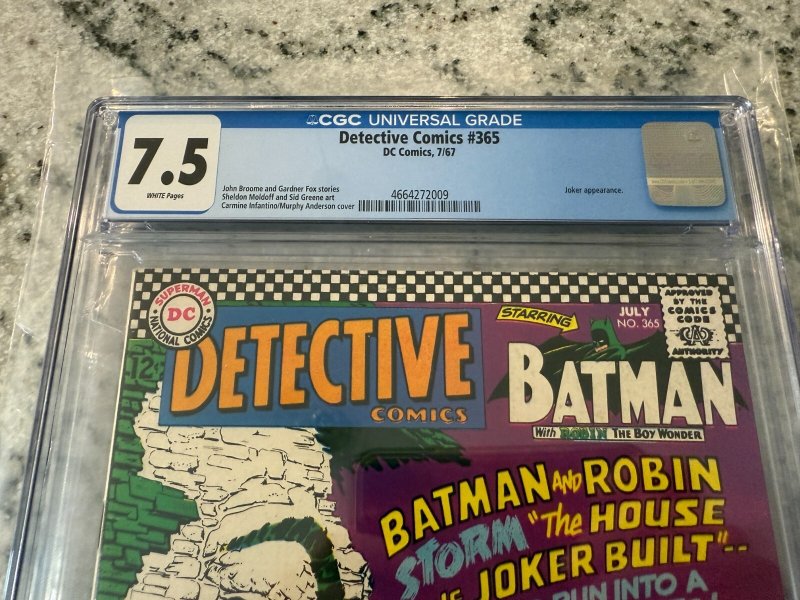 CGC UNIVERSAL GRADE
7.5
WHITE Pages
Detective Comics #365
DC Comics, 7/67
John Broome and Gardner Fox stories
Sheldon Moldoff and Sid Greene art
Carmine Infantino/Murphy Anderson cover
4664272009
Joker appearance.
SUPERMAN
DC
NATIONAL COMICS
12¢
DETECTIVE
COMICS
STARRING
JULY
NO. 365
APPROVED
BY THE
COMICS
CODE
AUTHORITY
BATMAN
With ROBIN THE BOY WONDER
BATMAN AND ROBIN
STORM "The HOUSE
JOKER BUILT"--
RUN INTO A